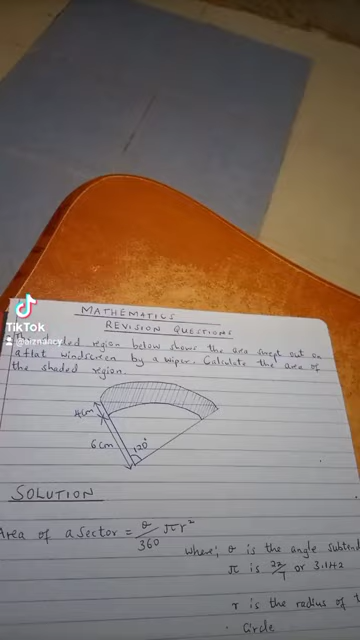 MATHEMATICS
REVISION QUESTIONS
TikTok
@biznancy
shaded region below shows the area swept out on
a flat windscreen by a wiper. Calculate the area of
the shaded region.
4cm
6cm
120°
SOLUTION
Area of a Sector = θ/360 πr²
where; θ is the angle subtend
π is 22/7 or 3.142
r is the radius of
Circle